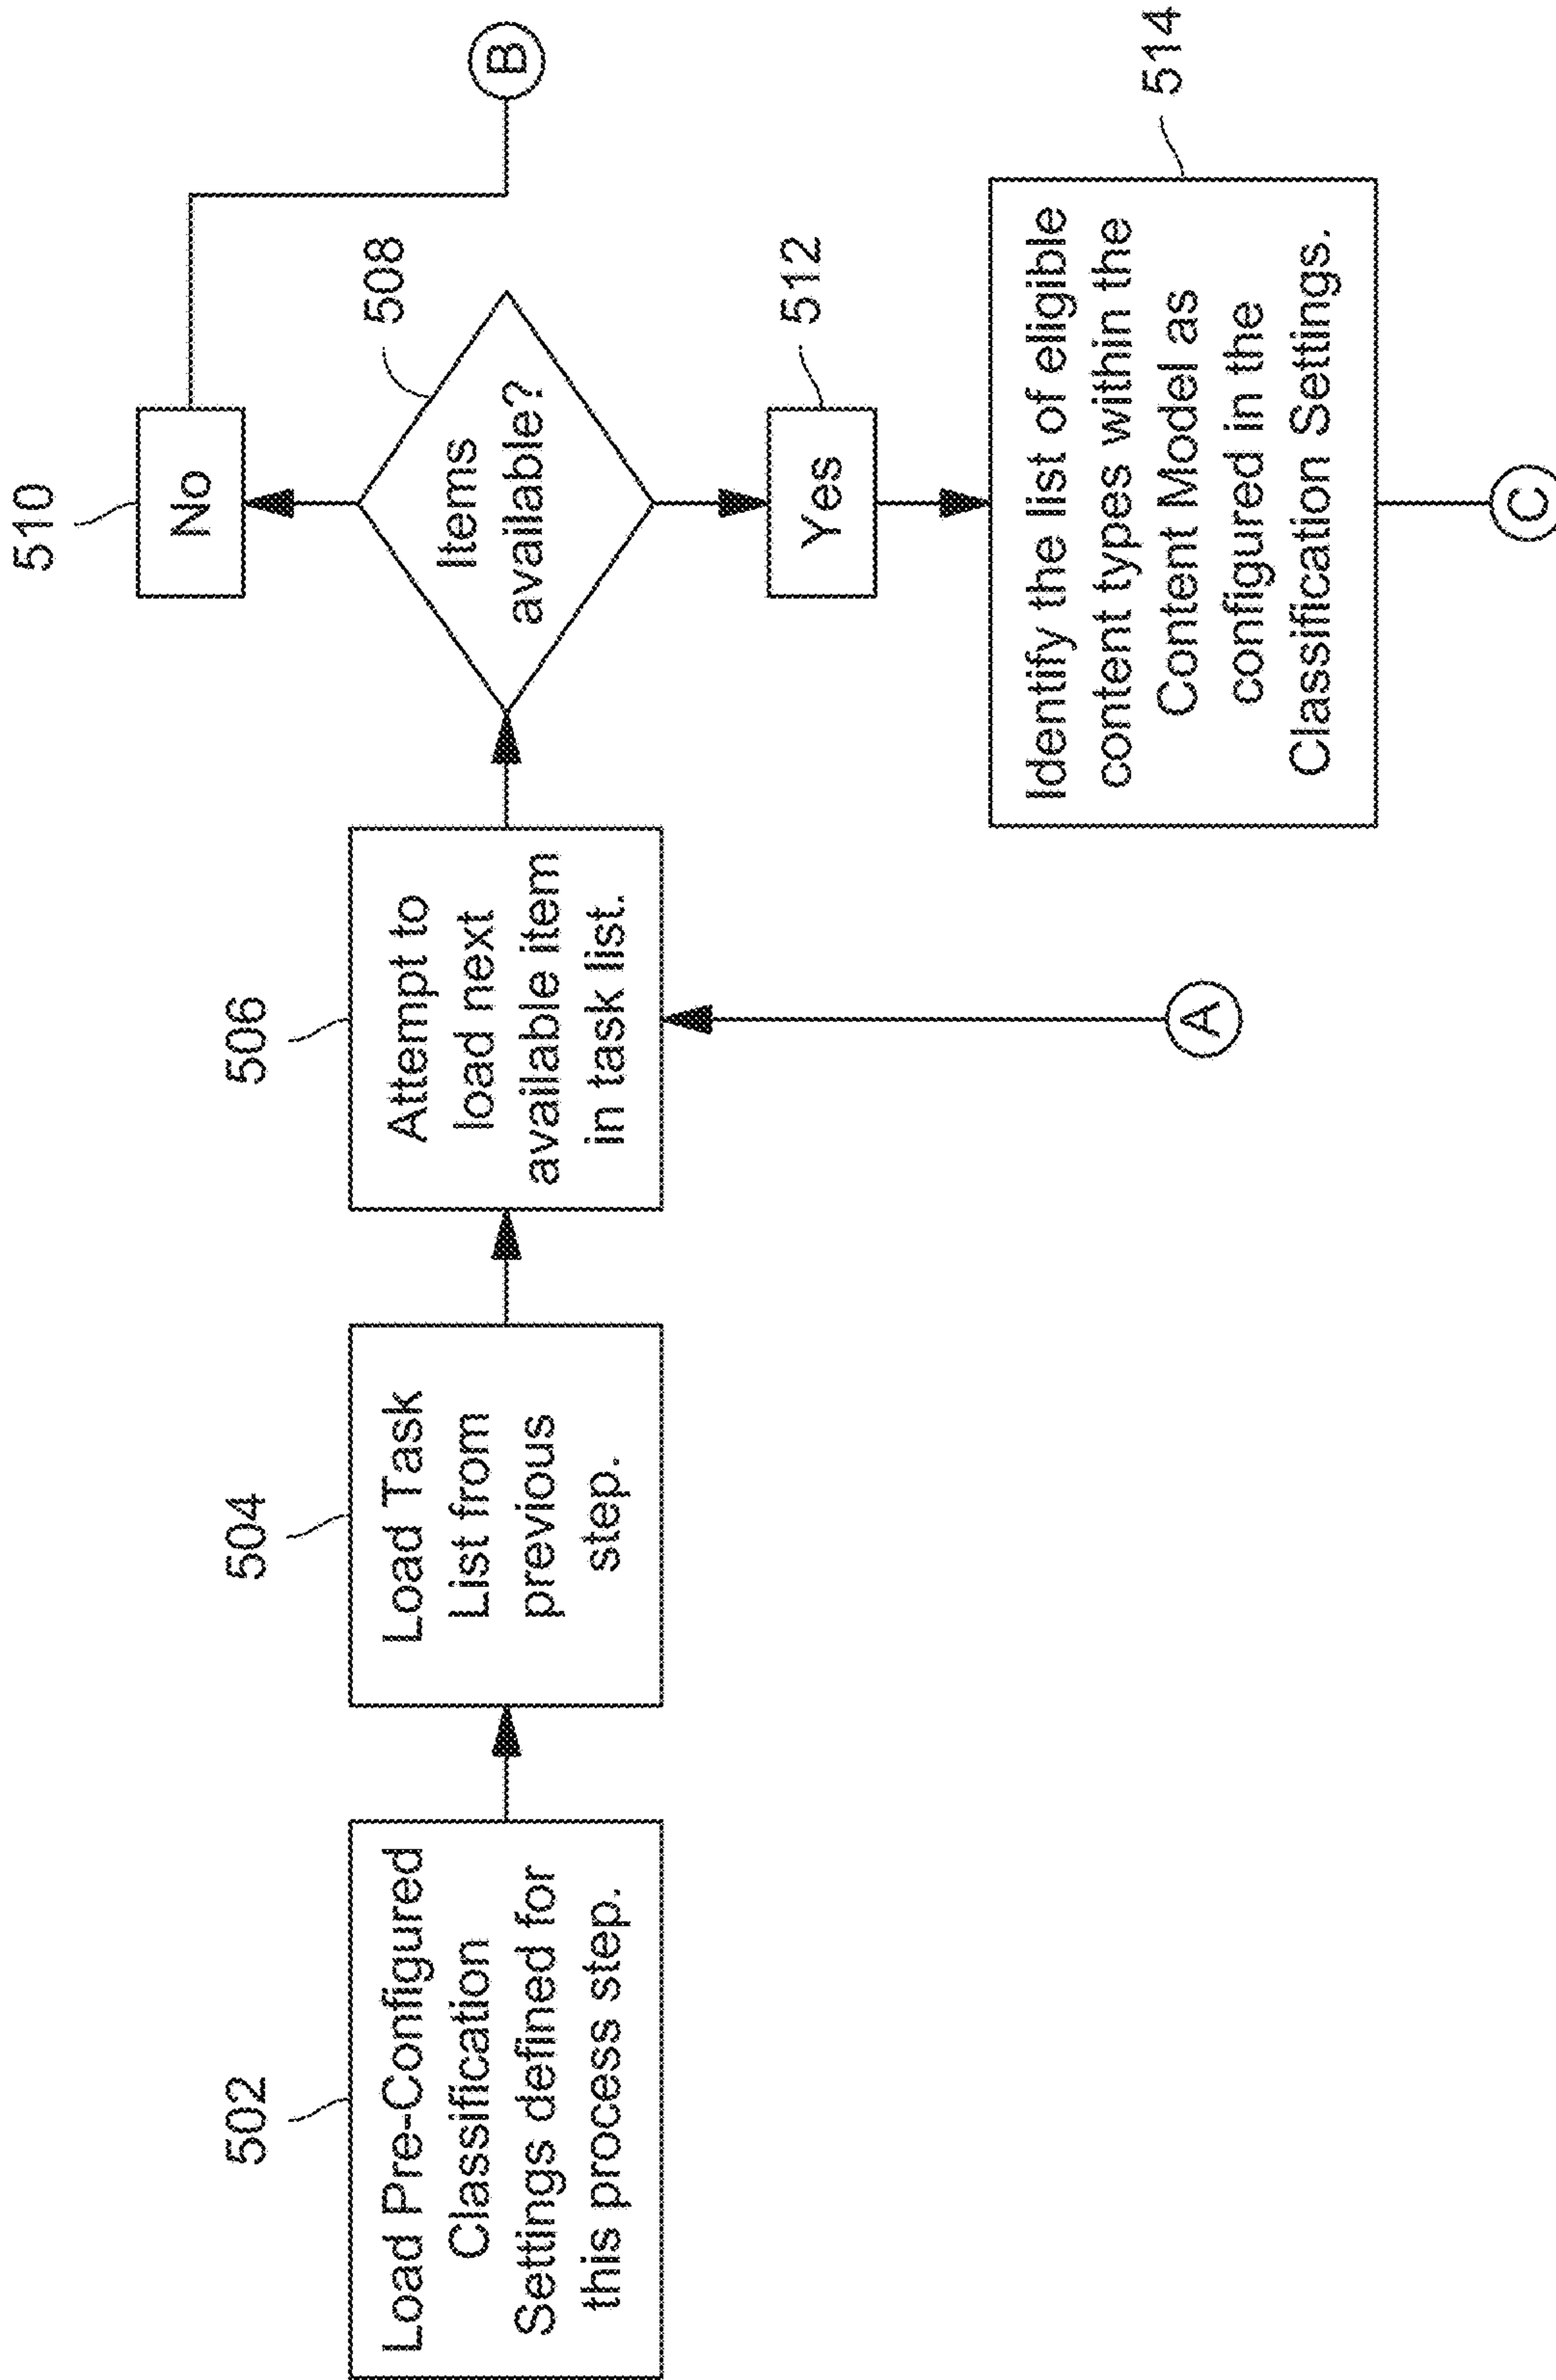 502
Load Pre-Configured
Classification
Settings defined for
this process step.
504
Load Task
List from
previous
step.
506
Attempt to
load next
available item
in task list.
A
508
Items
available?
510
No
B
512
Yes
514
Identify the list of eligible
content types within the
Content Model as
configured in the
Classification Settings.
C